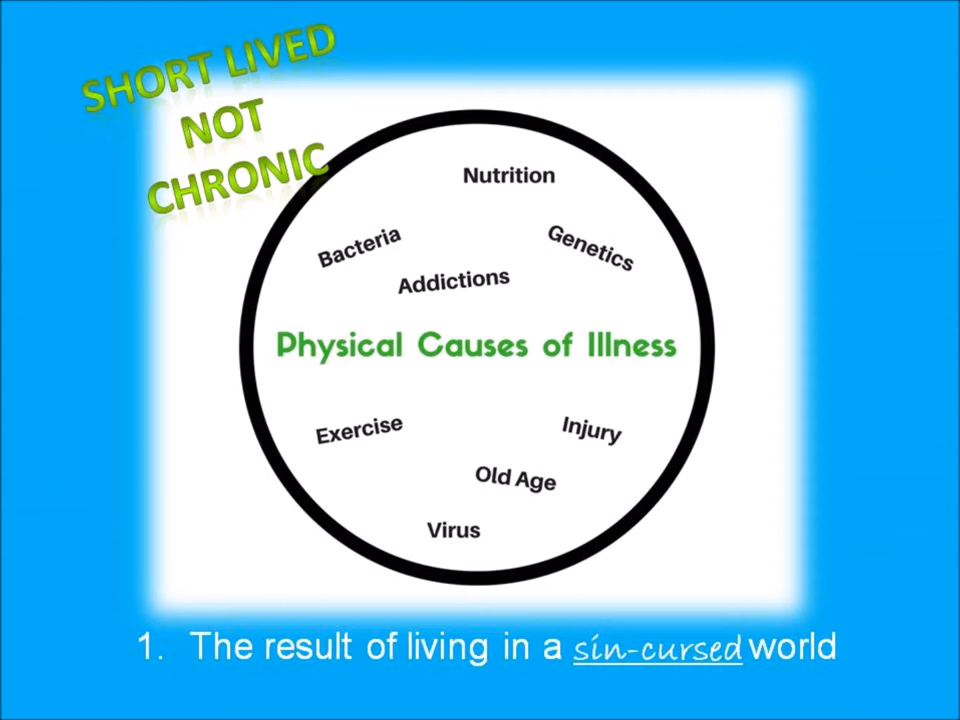 SHORT LIVED
NOT
CHRONIC
Nutrition
Bacteria
Genetics
Addictions
Physical Causes of Illness
Exercise
Injury
Old Age
Virus
1. The result of living in a sin-cursed world